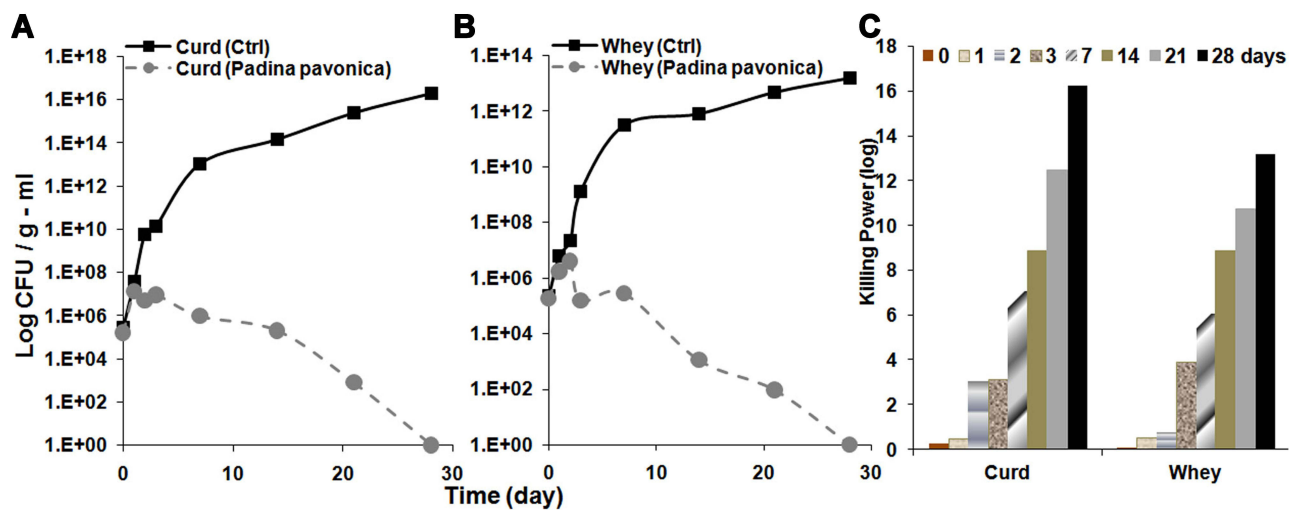 A
Curd (Ctrl)
Curd (Padina pavonica)
1.E+18
1.E+16
1.E+14
1.E+12
1.E+10
1.E+08
1.E+06
1.E+04
1.E+02
1.E+00
Log CFU / g - ml
0 10 20 30
B
Whey (Ctrl)
Whey (Padina pavonica)
1.E+14
1.E+12
1.E+10
1.E+08
1.E+06
1.E+04
1.E+02
1.E+00
0 10 20 30
Time (day)
C
0 1 2 3 7 14 21 28 days
18
16
14
12
10
8
6
4
2
0
Killing Power (log)
Curd Whey